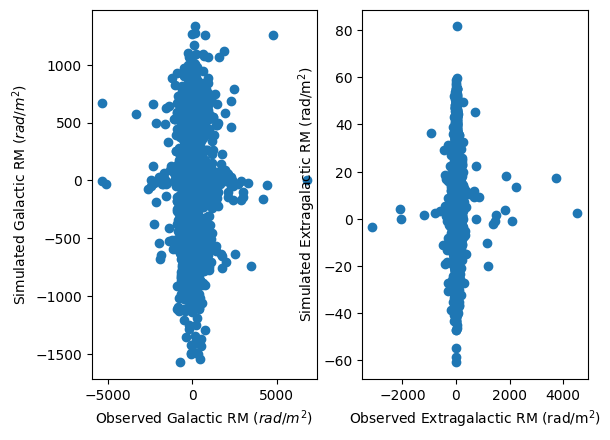 1000
500
0
−500
−1000
−1500
−5000 0 5000
Simulated Galactic RM (rad/m²)
Observed Galactic RM (rad/m²)
80
60
40
20
0
−20
−40
−60
−2000 0 2000 4000
Simulated Extragalactic RM (rad/m²)
Observed Extragalactic RM (rad/m²)